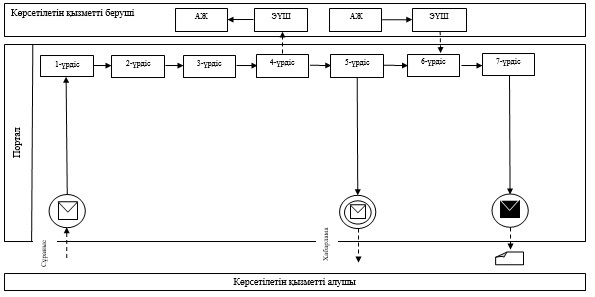 Көрсетілетін қызметті беруші
АЖ
ЭҮШ
АЖ
ЭҮШ
Портал
1-үрдіс
2-үрдіс
3-үрдіс
4-үрдіс
5-үрдіс
6-үрдіс
7-үрдіс
Сұраныс
Хабарлама
Көрсетілетін қызметті алушы